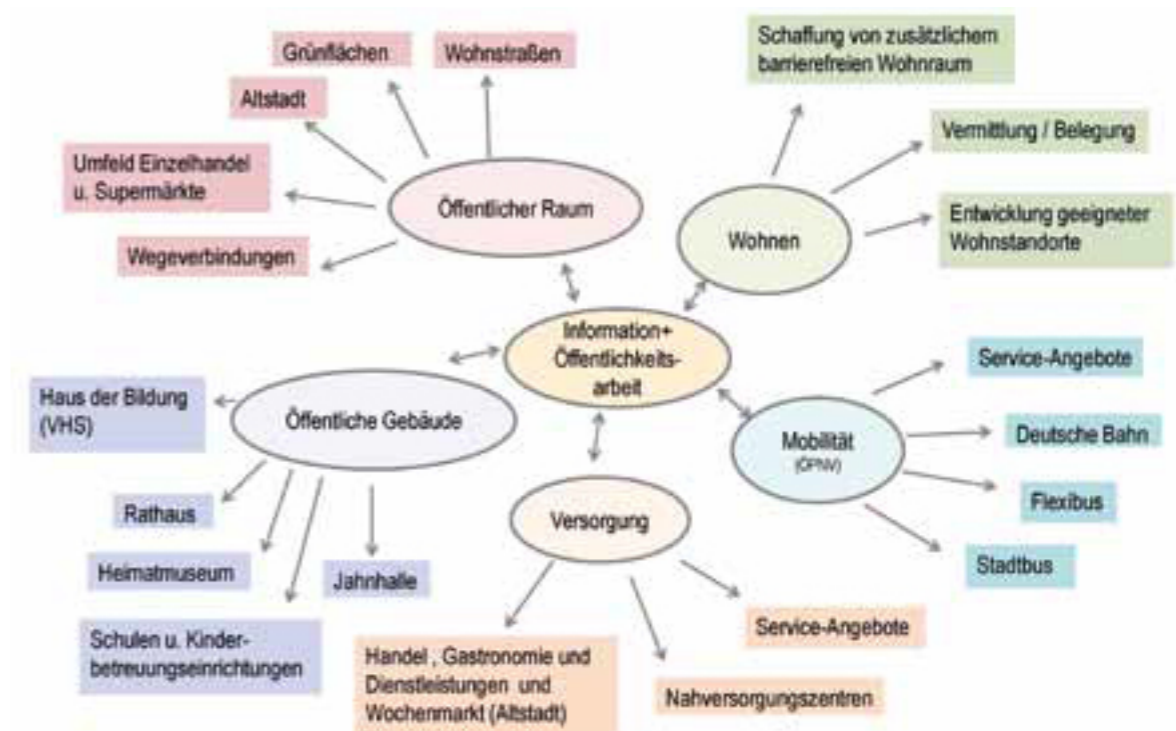 Grünflächen
Wohnstraßen
Altstadt
Umfeld Einzelhandel
u. Supermärkte
Wegeverbindungen
Öffentlicher Raum
Schaffung von zusätzlichem
barrierefreien Wohnraum
Vermittlung / Belegung
Entwicklung geeigneter
Wohnstandorte
Wohnen
Information+
Öffentlichkeits-
arbeit
Haus der Bildung
(VHS)
Öffentliche Gebäude
Rathaus
Heimatmuseum
Jahnhalle
Schulen u. Kinder-
betreuungseinrichtungen
Versorgung
Handel , Gastronomie und
Dienstleistungen und
Wochenmarkt (Altstadt)
Nahversorgungszentren
Service-Angebote
Mobilität
(ÖPNV)
Service-Angebote
Deutsche Bahn
Flexibus
Stadtbus